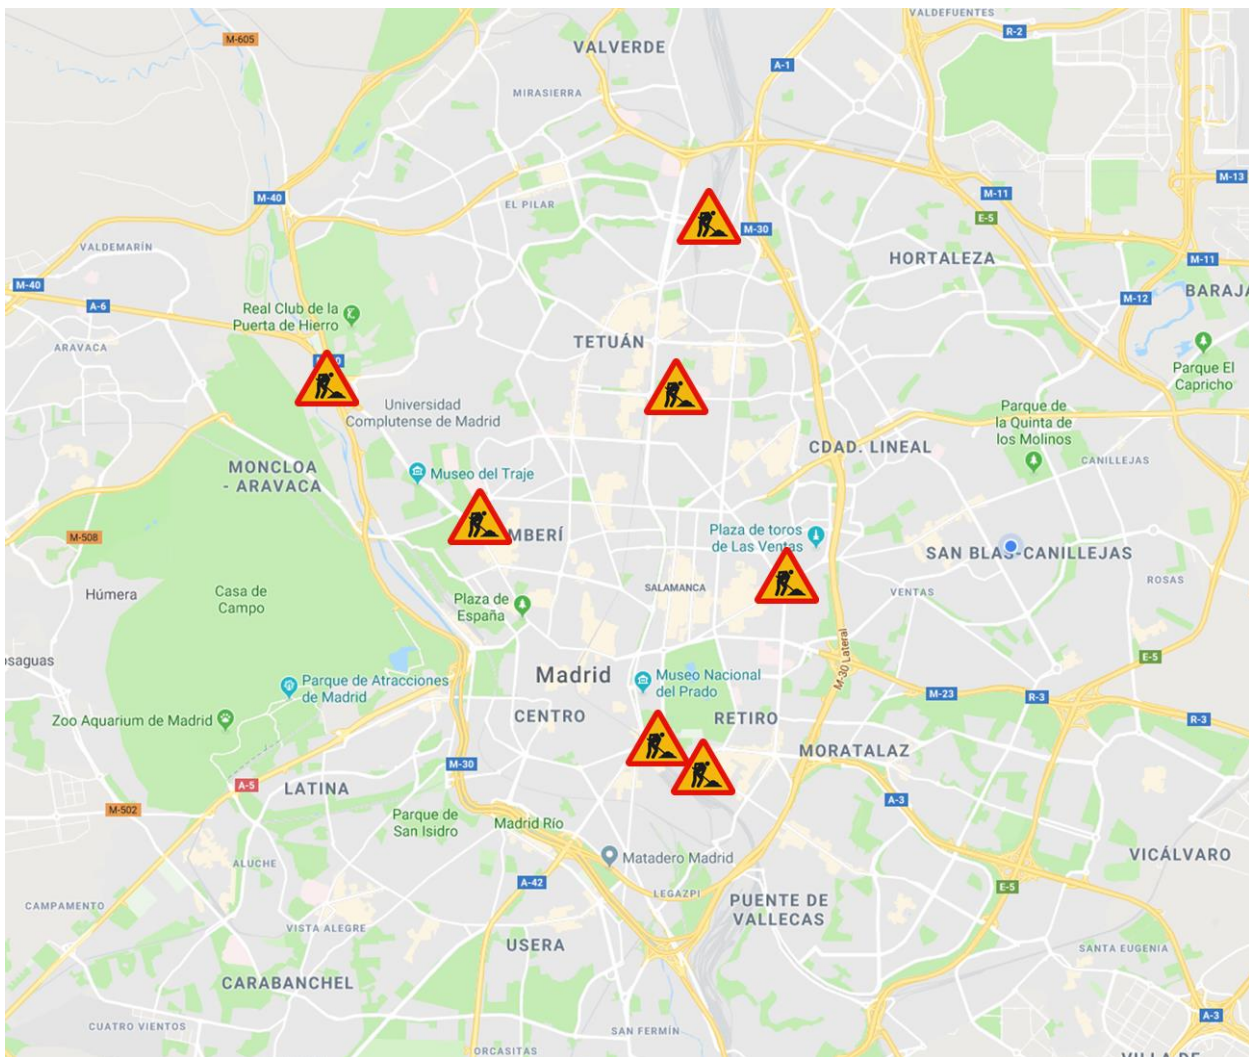 VALDEFUENTES
M-605
R-2
VALVERDE
A-1
MIRASIERRA
M-13
M-40
M-11
EL PILAR
E-5
M-30
VALDEMARÍN
HORTALEZA
M-11
M-40
BARAJA
A-6
M-12
Real Club de la
Puerta de Hierro
TETUÁN
ARAVACA
Parque El
Capricho
Universidad
Complutense de Madrid
Parque de
la Quinta de
los Molinos
CDAD. LINEAL
CANILLEJAS
MONCLOA
- ARAVACA
Museo del Traje
Plaza de toros
de Las Ventas
M-508
MBERÍ
SAN BLAS-CANILLEJAS
ROSAS
Húmera
Casa de
Campo
SALAMANCA
VENTAS
Plaza de
España
M-30 Lateral
osaguas
E-5
Madrid
Museo Nacional
del Prado
Parque de Atracciones
de Madrid
M-23
R-3
Zoo Aquarium de Madrid
CENTRO
RETIRO
R-3
MORATALAZ
M-30
A-5
LATINA
A-3
M-502
Parque de
San Isidro
Madrid Río
Matadero Madrid
VICÁLVARO
ALUCHE
A-42
LEGAZPI
E-5
CAMPAMENTO
PUENTE DE
VALLECAS
VISTA ALEGRE
USERA
SANTA EUGENIA
CARABANCHEL
A-3
CUATRO VIENTOS
SAN FERMÍN
ORCASITAS
VILLA DE